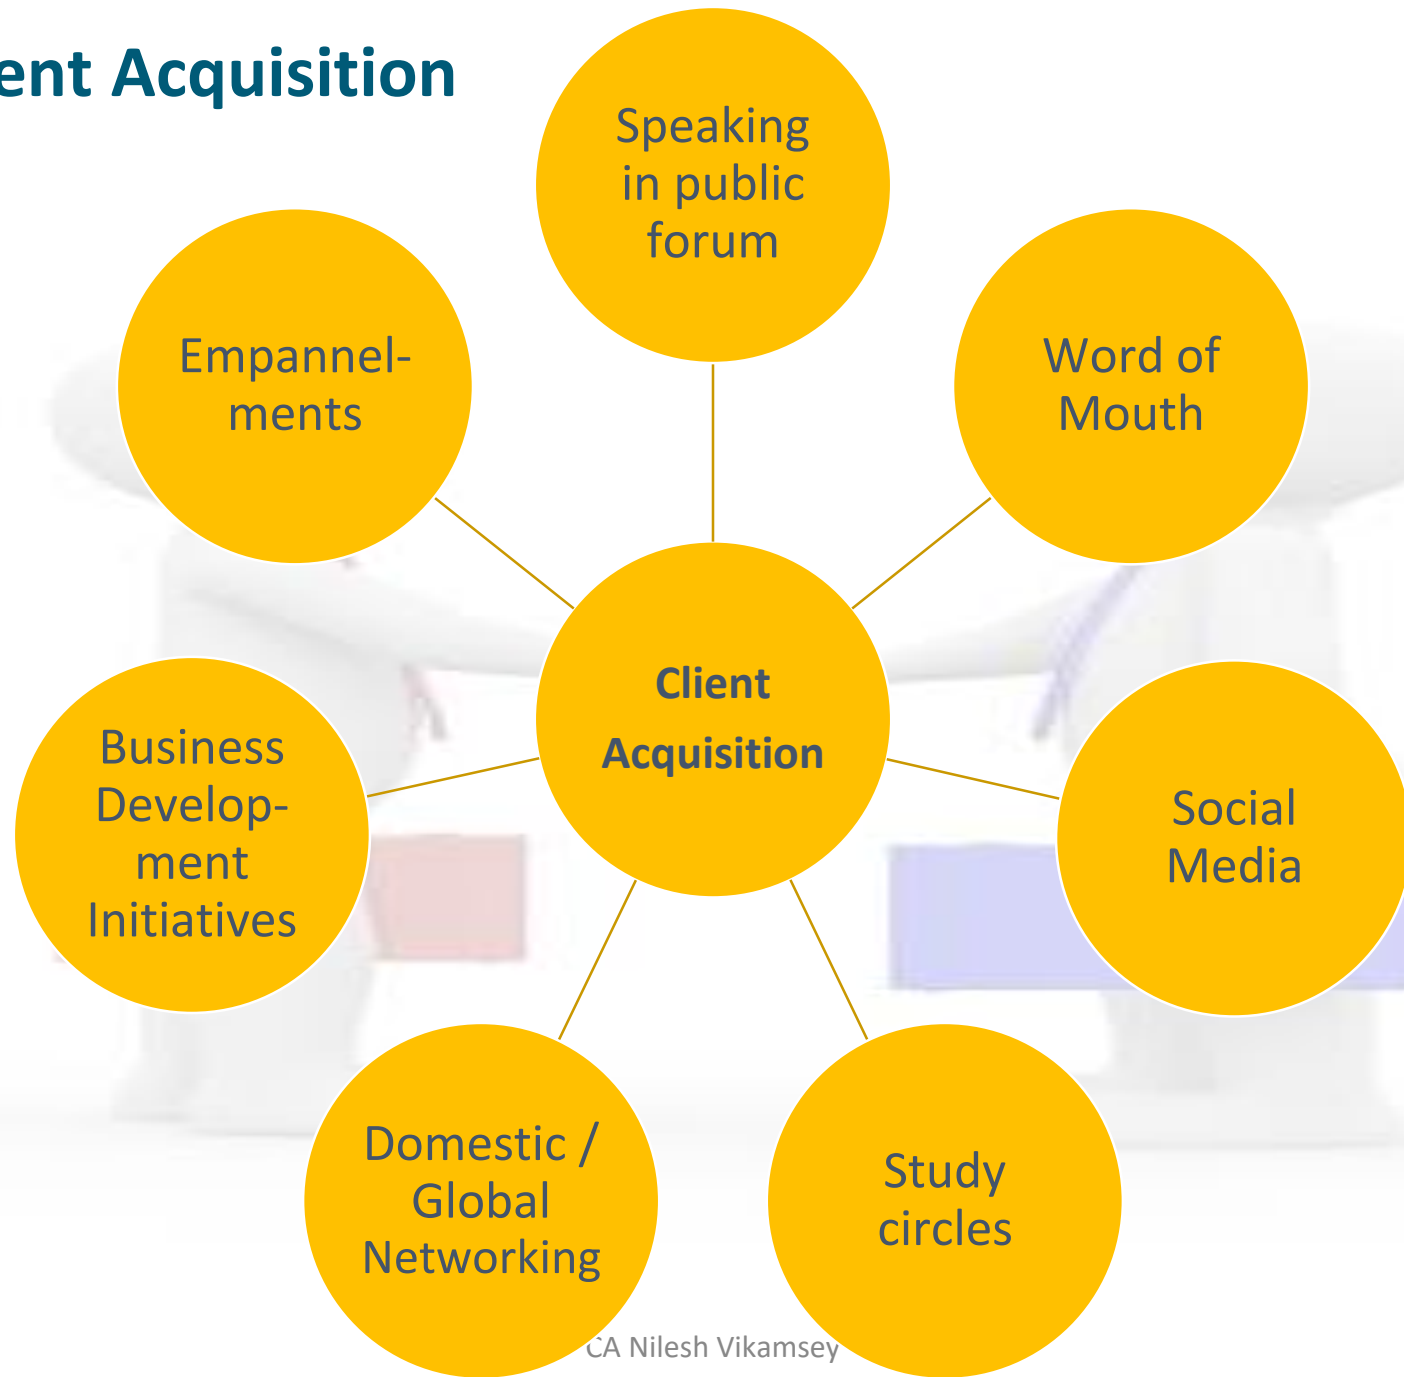 ent Acquisition
Speaking
in public
forum
Empannel-
ments
Word of
Mouth
Client
Acquisition
Business
Develop-
ment
Initiatives
Social
Media
Domestic /
Global
Networking
Study
circles
CA Nilesh Vikamsey